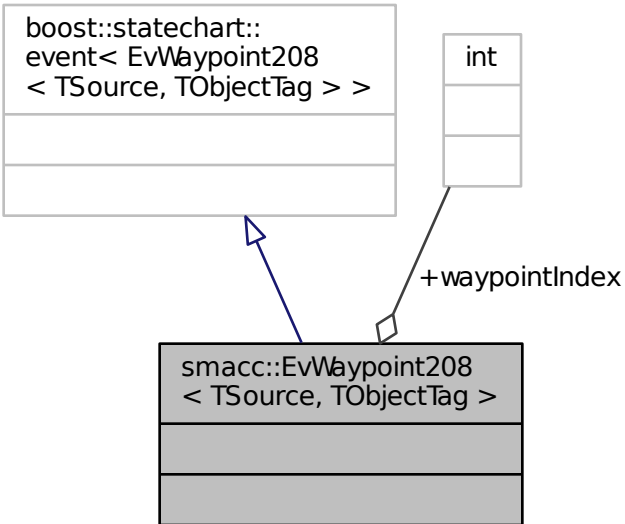 boost::statechart::
event< EvWaypoint208
< TSource, TObjectTag > >
int
+waypointIndex
smacc::EvWaypoint208
< TSource, TObjectTag >